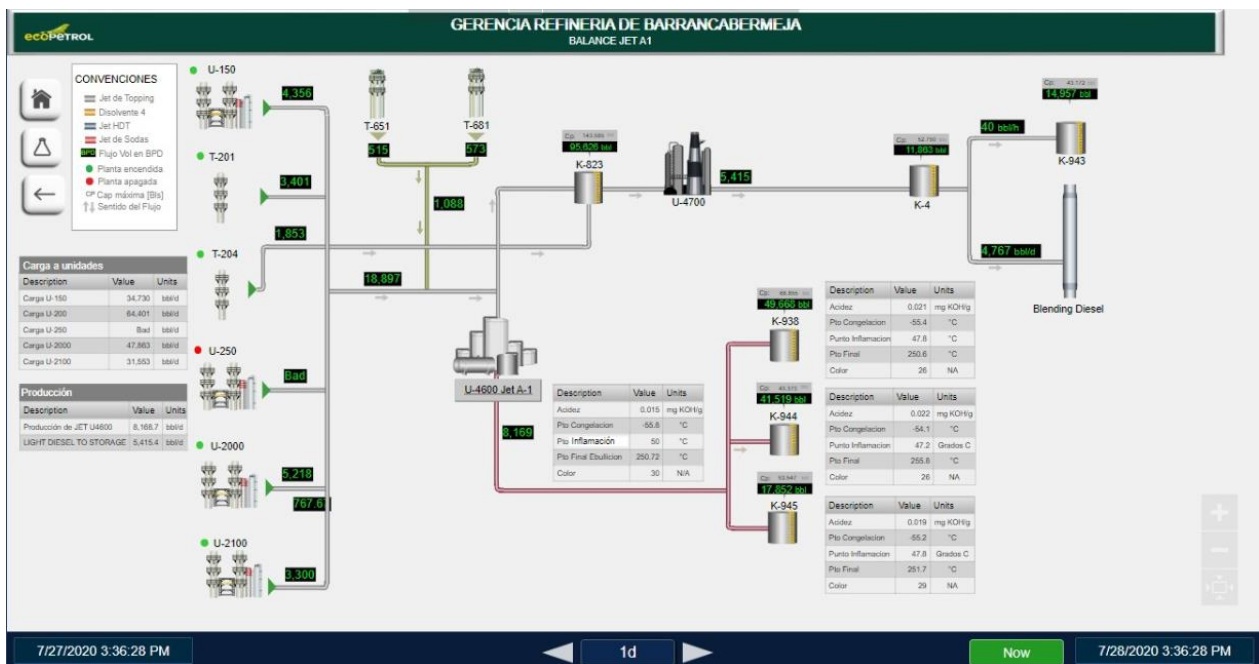 ecopetrol
GERENCIA REFINERIA DE BARRANCABERMEJA
BALANCE JET A1
CONVENCIONES
Jet de Topping
Disolvente 4
Jet HDT
Jet de Sodas
BPD Flujo Vol en BPD
Planta encendida
Planta apagada
CP Cap máxima [Bls]
Sentido del Flujo
U-150
4,356
T-201
3,401
1,853
T-204
U-250
Bad
U-2000
5,218
767.6
U-2100
3,300
T-651
515
T-681
573
1,088
18,897
Cp:
95,626 bbl
K-823
U-4700
5,415
Cp:
11,863 bbl
K-4
40 bbl/h
Cp:
14,957 bbl
K-943
4,767 bbl/d
Blending Diesel
Carga a unidades
Description Value Units
Carga U-150 34,730 bbl/d
Carga U-200 64,401 bbl/d
Carga U-250 Bad bbl/d
Carga U-2000 47,863 bbl/d
Carga U-2100 31,553 bbl/d
Producción
Description Value Units
Producción de JET U4600 8,168.7 bbl/d
LIGHT DIESEL TO STORAGE 5,415.4 bbl/d
U-4600 Jet A-1
8,169
Description Value Units
Acidez 0.015 mg KOH/g
Pto Congelacion -55.6 °C
Pto Inflamación 50 °C
Pto Final Ebullicion 250.72 °C
Color 30 N/A
Cp:
49,668 bbl
K-938
Description Value Units
Acidez 0.021 mg KOH/g
Pto Congelacion -55.4 °C
Punto Inflamacion 47.8 °C
Pto Final 250.6 °C
Color 26 NA
Cp:
41,519 bbl
K-944
Description Value Units
Acidez 0.022 mg KOH/g
Pto Congelacion -54.1 °C
Punto Inflamacion 47.2 Grados C
Pto Final 255.6 °C
Color 26 NA
Cp:
17,852 bbl
K-945
Description Value Units
Acidez 0.019 mg KOH/g
Pto Congelacion -55.2 °C
Punto Inflamacion 47.8 Grados C
Pto Final 251.7 °C
Color 29 NA
7/27/2020 3:36:28 PM
1d
Now
7/28/2020 3:36:28 PM